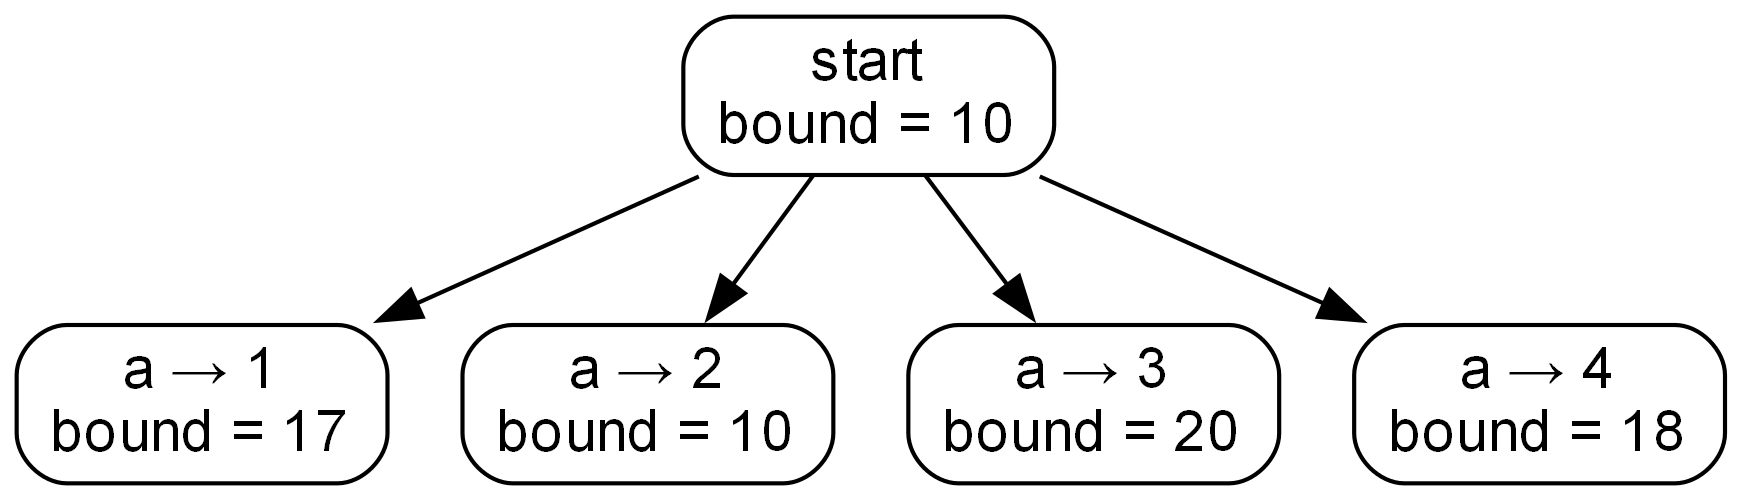 start
bound = 10
a → 1
bound = 17
a → 2
bound = 10
a → 3
bound = 20
a → 4
bound = 18